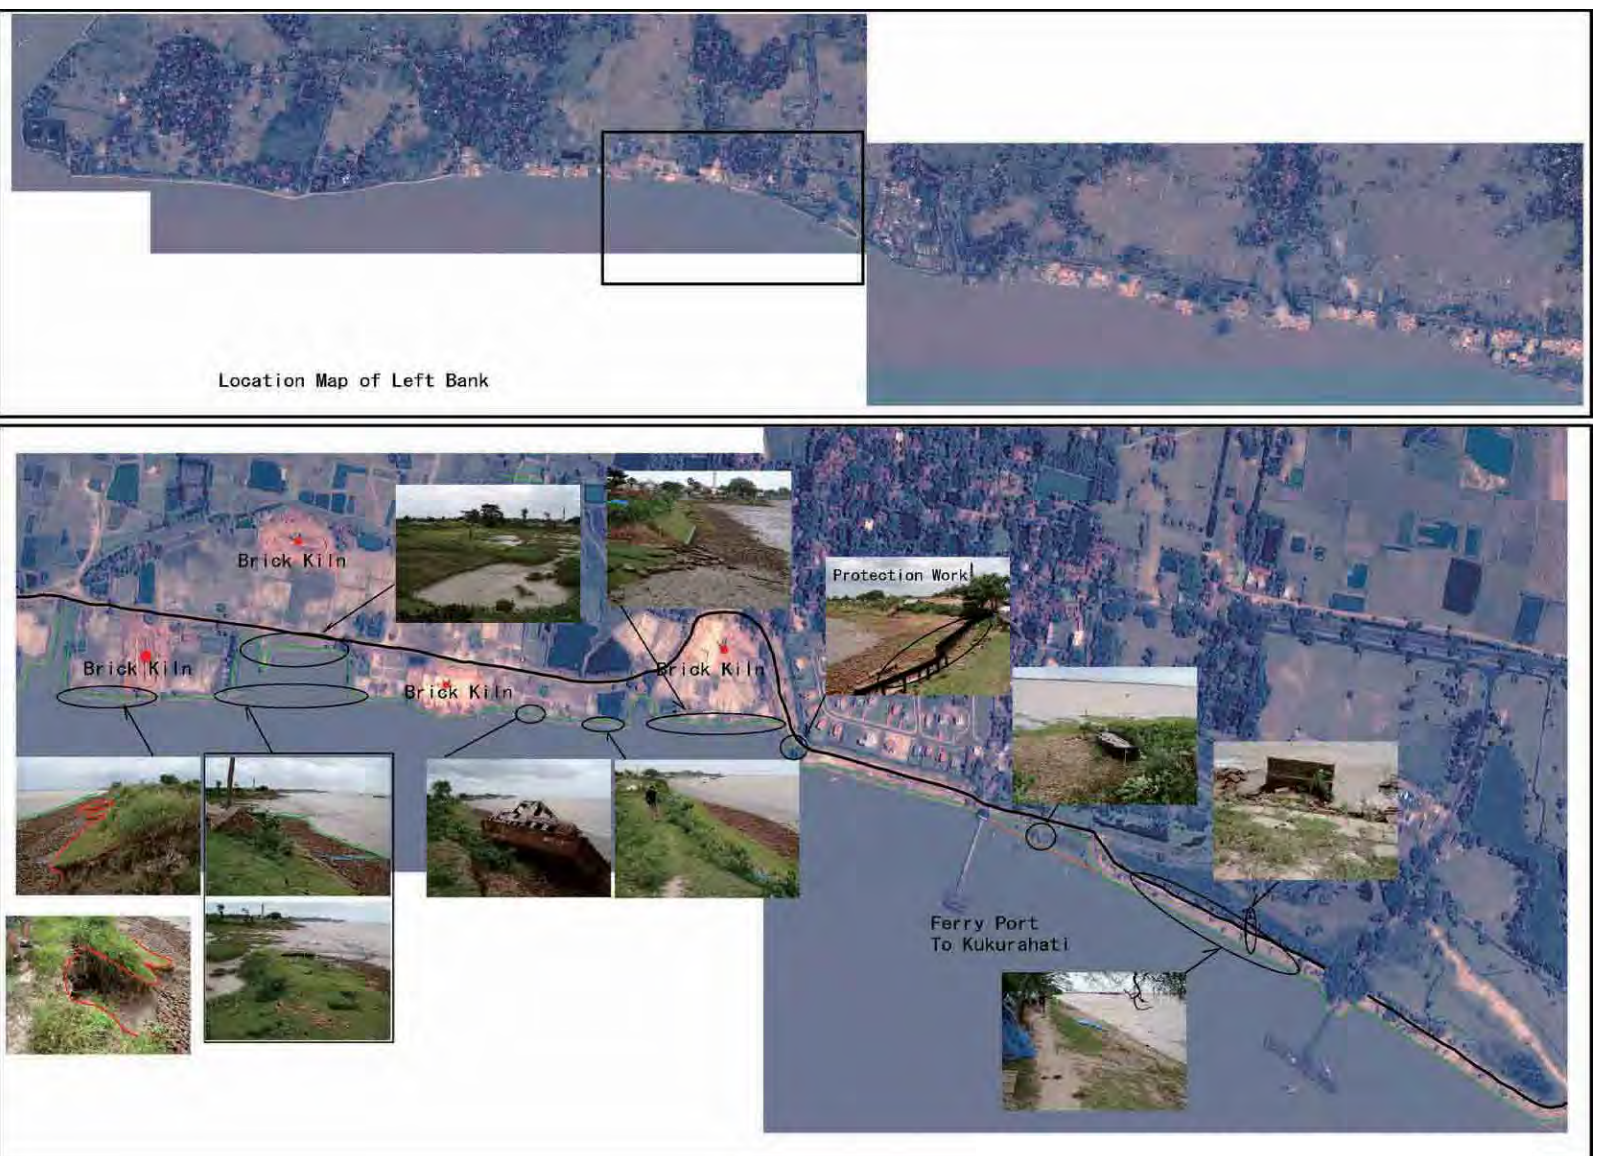 Location Map of Left Bank
Brick Kiln
Protection Work
Brick Kiln
Brick Kiln
Brick Kiln
Ferry Port
To Kukurahati